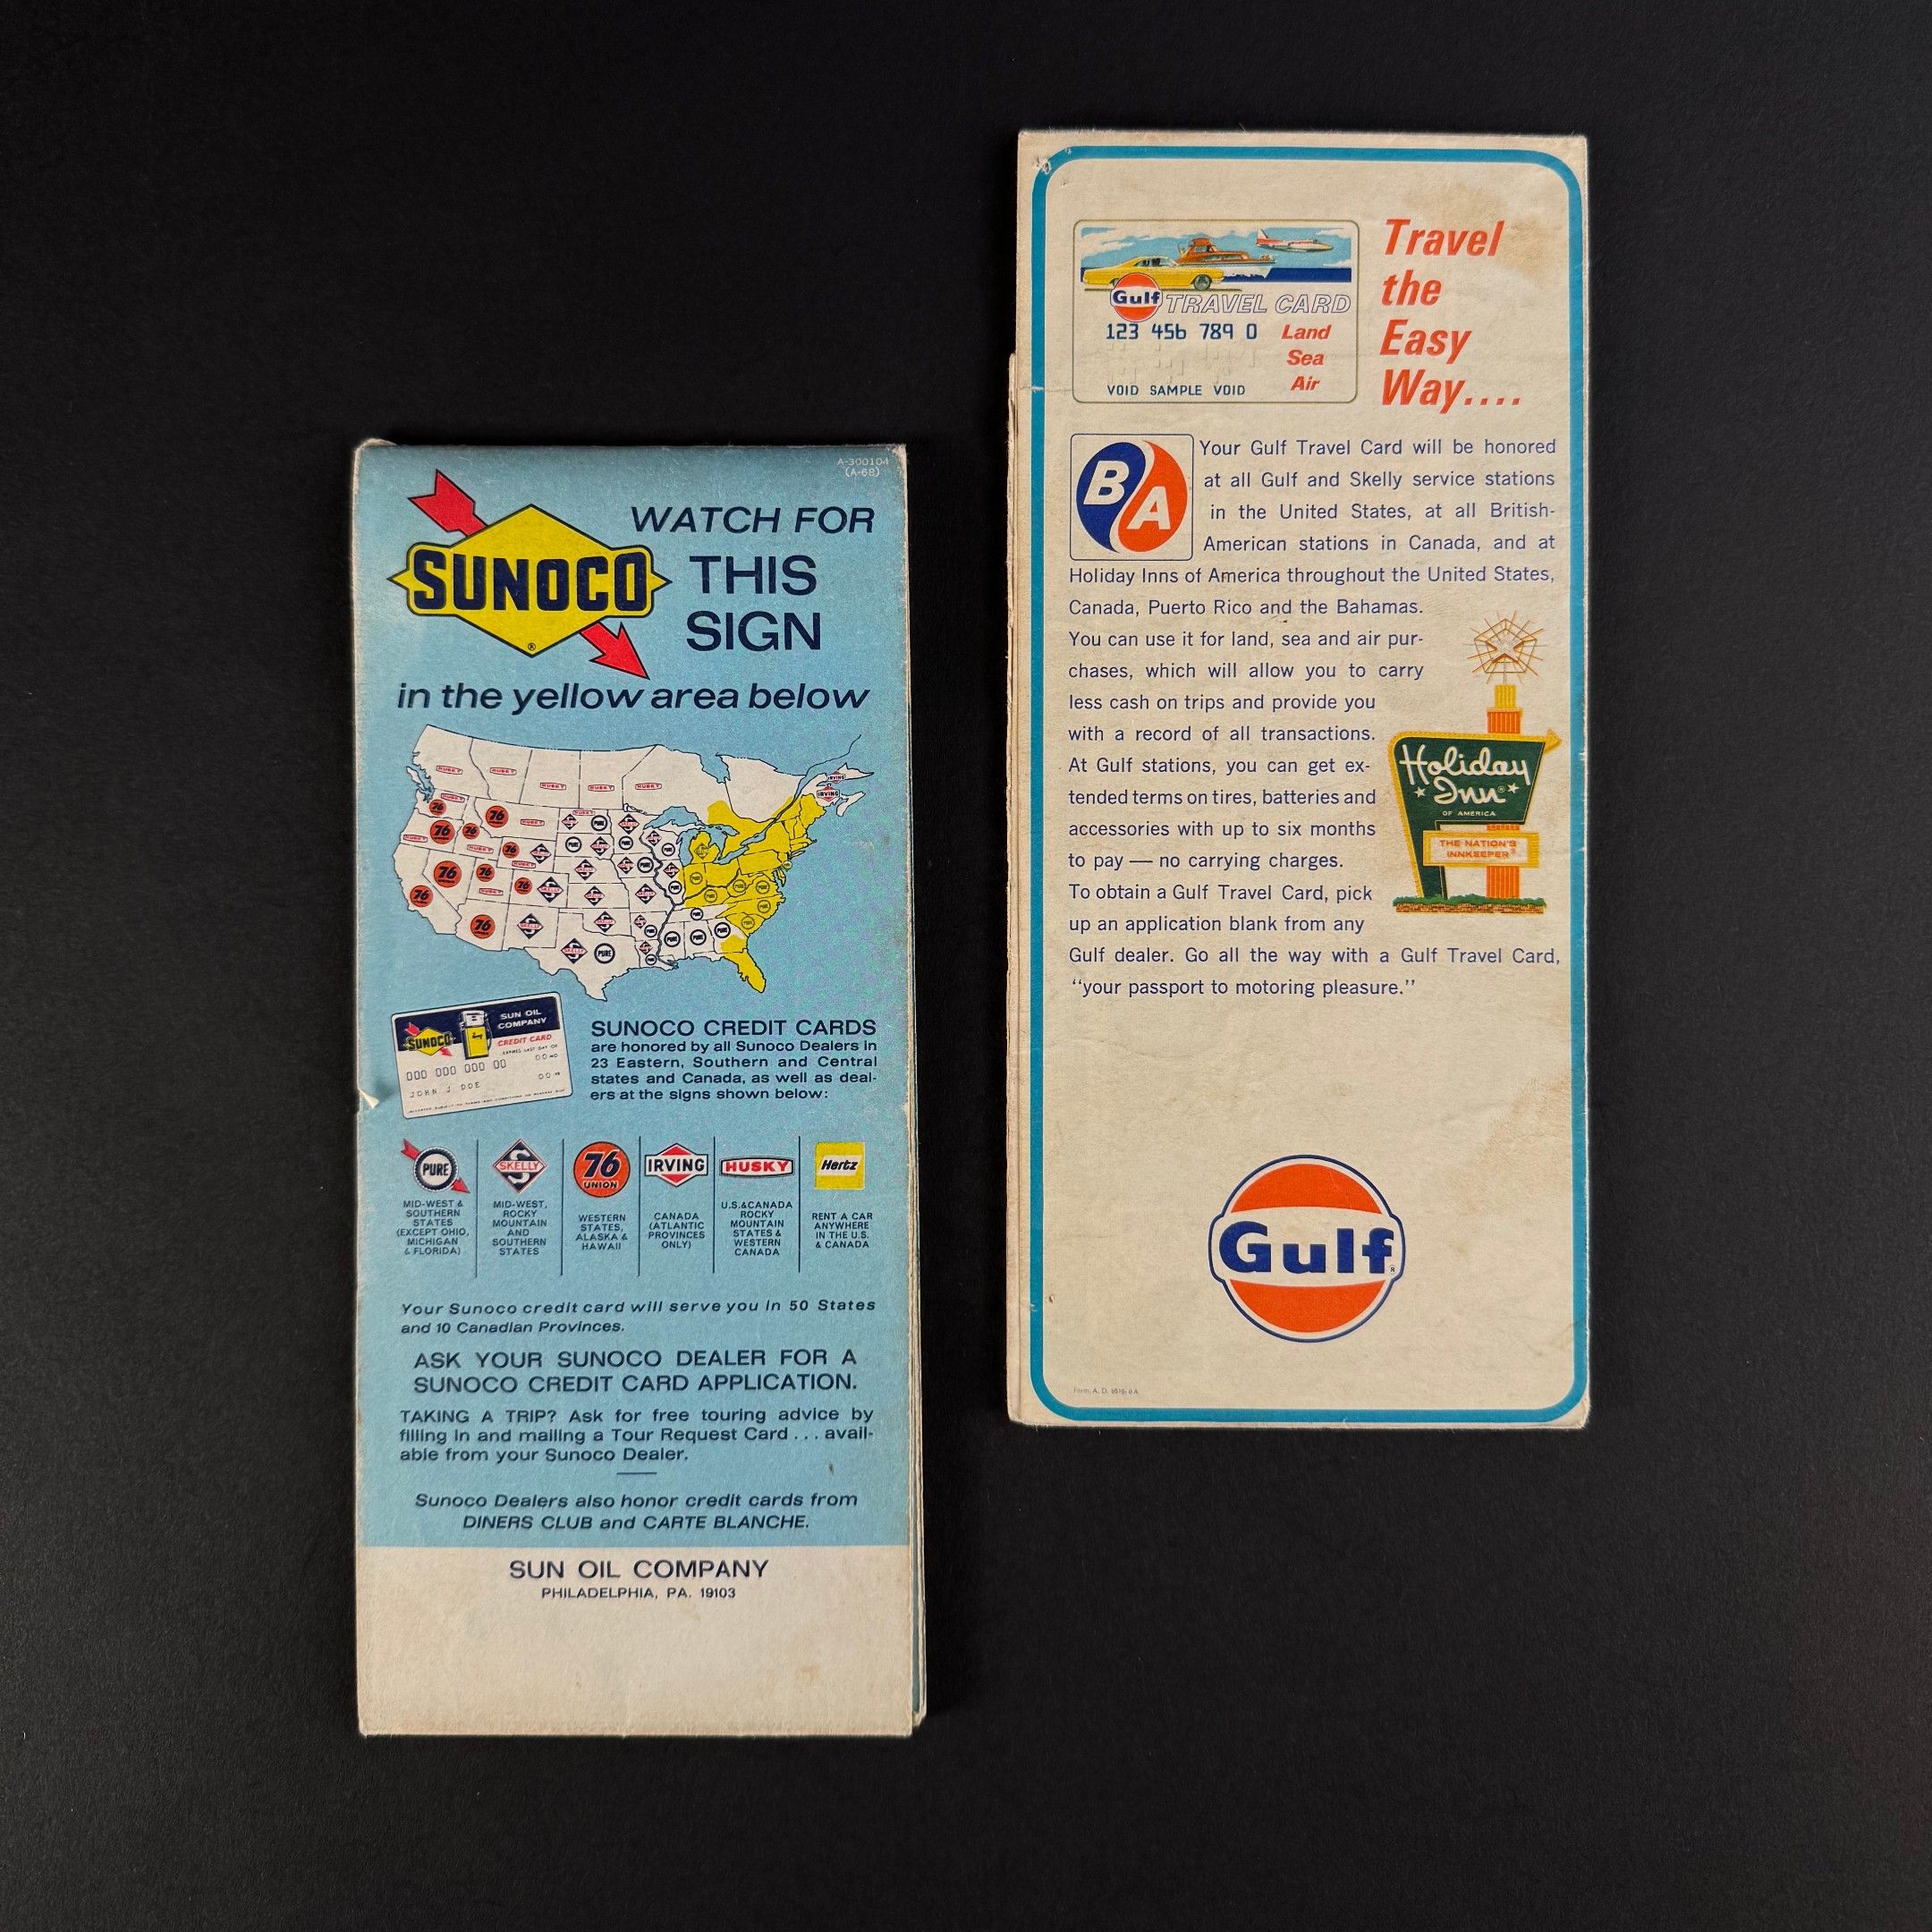 A-300104
(A-68)
SUNOCO
®
WATCH FOR
THIS
SIGN
in the yellow area below
SUN OIL
COMPANY
SUNOCO
CREDIT CARD
000 000 000 00
JOHN J. DOE
SUNOCO CREDIT CARDS
are honored by all Sunoco Dealers in
23 Eastern, Southern and Central
states and Canada, as well as deal-
ers at the signs shown below:
PURE
MID-WEST &
SOUTHERN
STATES
(EXCEPT OHIO,
MICHIGAN
& FLORIDA)
SKELLY
S
MID-WEST,
ROCKY
MOUNTAIN
AND
SOUTHERN
STATES
76
UNION
WESTERN
STATES,
ALASKA &
HAWAII
IRVING
CANADA
(ATLANTIC
PROVINCES
ONLY)
HUSKY
U.S.&CANADA
ROCKY
MOUNTAIN
STATES &
WESTERN
CANADA
Hertz
RENT A CAR
ANYWHERE
IN THE U.S.
& CANADA
Your Sunoco credit card will serve you in 50 States
and 10 Canadian Provinces.
ASK YOUR SUNOCO DEALER FOR A
SUNOCO CREDIT CARD APPLICATION.
TAKING A TRIP? Ask for free touring advice by
filling in and mailing a Tour Request Card . . . avail-
able from your Sunoco Dealer.
Sunoco Dealers also honor credit cards from
DINERS CLUB and CARTE BLANCHE.
SUN OIL COMPANY
PHILADELPHIA, PA. 19103
Gulf TRAVEL CARD
123 456 789 0
Land
Sea
Air
VOID SAMPLE VOID
Travel
the
Easy
Way....
BA
Your Gulf Travel Card will be honored
at all Gulf and Skelly service stations
in the United States, at all British-
American stations in Canada, and at
Holiday Inns of America throughout the United States,
Canada, Puerto Rico and the Bahamas.
You can use it for land, sea and air pur-
chases, which will allow you to carry
less cash on trips and provide you
with a record of all transactions.
At Gulf stations, you can get ex-
tended terms on tires, batteries and
accessories with up to six months
to pay — no carrying charges.
To obtain a Gulf Travel Card, pick
up an application blank from any
Gulf dealer. Go all the way with a Gulf Travel Card,
“your passport to motoring pleasure.”
Holiday
Inn®
OF AMERICA
THE NATION'S
INNKEEPER®
Gulf
®
Form A. D.